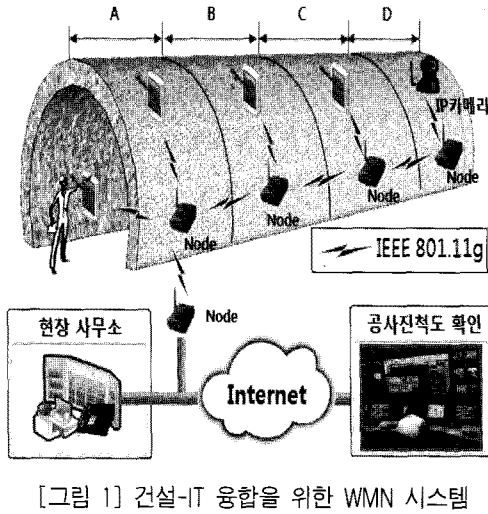 A B C D
IP카메라
Node
Node
Node
Node
IEEE 801.11g
Node
현장 사무소
공사진척도 확인
Internet
[그림 1] 건설-IT 융합을 위한 WMN 시스템